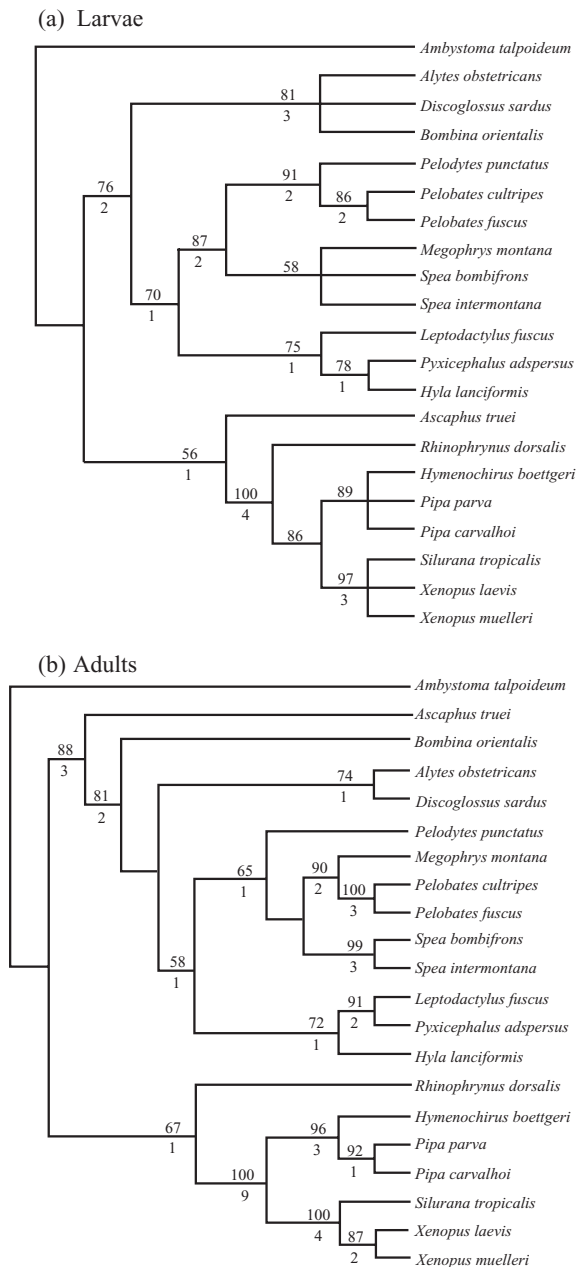 (a) Larvae
Ambystoma talpoideum
Alytes obstetricans
81
3
Discoglossus sardus
Bombina orientalis
Pelodytes punctatus
91
2
76
2
86
2
Pelobates cultripes
Pelobates fuscus
87
2
Megophrys montana
58
Spea bombifrons
70
1
Spea intermontana
Leptodactylus fuscus
75
1
78
1
Pyxicephalus adspersus
Hyla lanciformis
Ascaphus truei
56
1
Rhinophrynus dorsalis
Hymenochirus boettgeri
100
4
89
Pipa parva
Pipa carvalhoi
86
Silurana tropicalis
97
3
Xenopus laevis
Xenopus muelleri
(b) Adults
Ambystoma talpoideum
Ascaphus truei
Bombina orientalis
88
3
Alytes obstetricans
74
1
81
2
Discoglossus sardus
Pelodytes punctatus
Megophrys montana
65
1
90
2
100
3
Pelobates cultripes
Pelobates fuscus
Spea bombifrons
99
3
Spea intermontana
58
1
Leptodactylus fuscus
91
2
Pyxicephalus adspersus
72
1
Hyla lanciformis
Rhinophrynus dorsalis
Hymenochirus boettgeri
67
1
96
3
92
1
Pipa parva
Pipa carvalhoi
100
9
Silurana tropicalis
100
4
87
2
Xenopus laevis
Xenopus muelleri